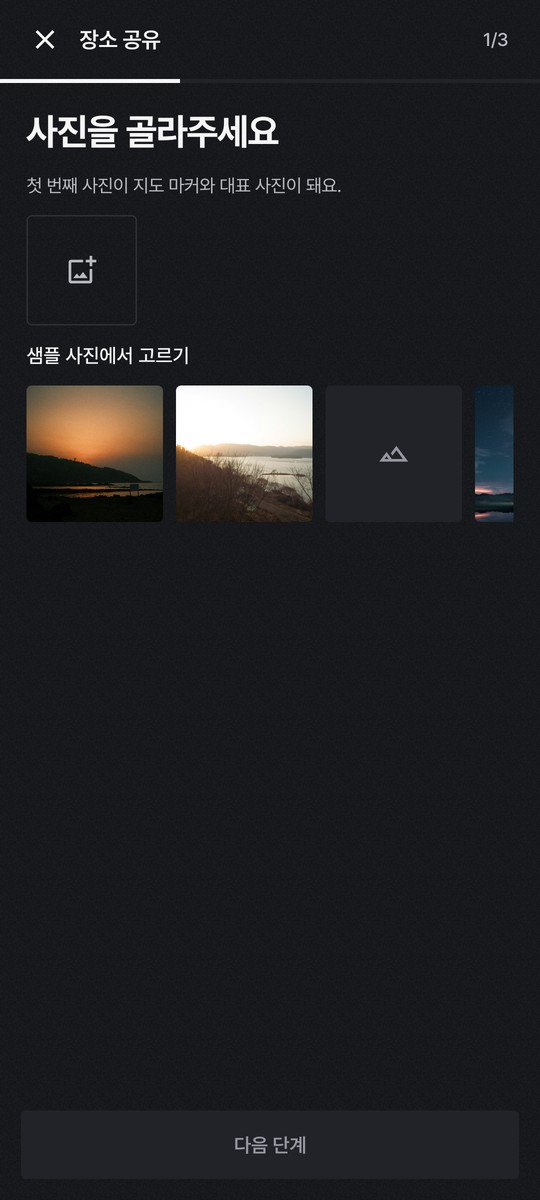 장소 공유
1/3
사진을 골라주세요
첫 번째 사진이 지도 마커와 대표 사진이 돼요.
샘플 사진에서 고르기
다음 단계